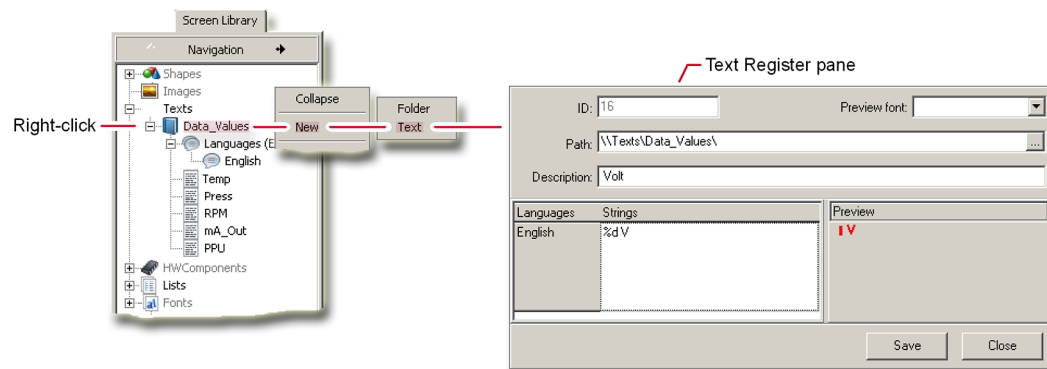 Screen Library
Navigation
Shapes
Images
Texts
Data_Values
Languages (E
English
Temp
Press
RPM
mA_Out
PPU
HWComponents
Lists
Fonts
Right-click
Collapse
New
Folder
Text
Text Register pane
ID: 16
Preview font:
Path: \\Texts\Data_Values\
...
Description: Volt
Languages Strings
Preview
English %d V
V
Save
Close